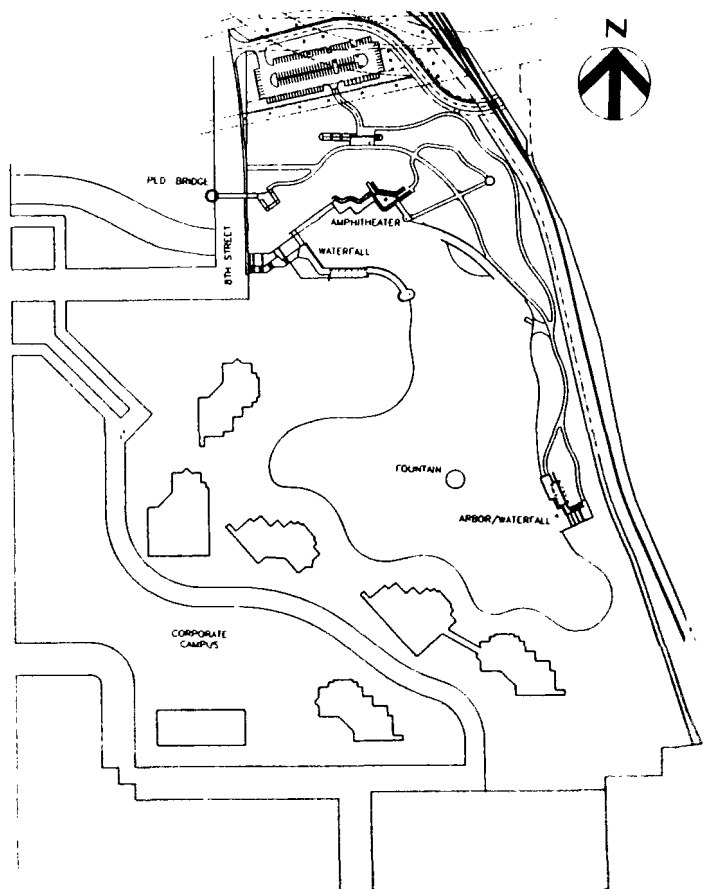 N
PED BRIDGE
8TH STREET
AMPHITHEATER
WATERFALL
FOUNTAIN
ARBOR/WATERFALL
CORPORATE
CAMPUS